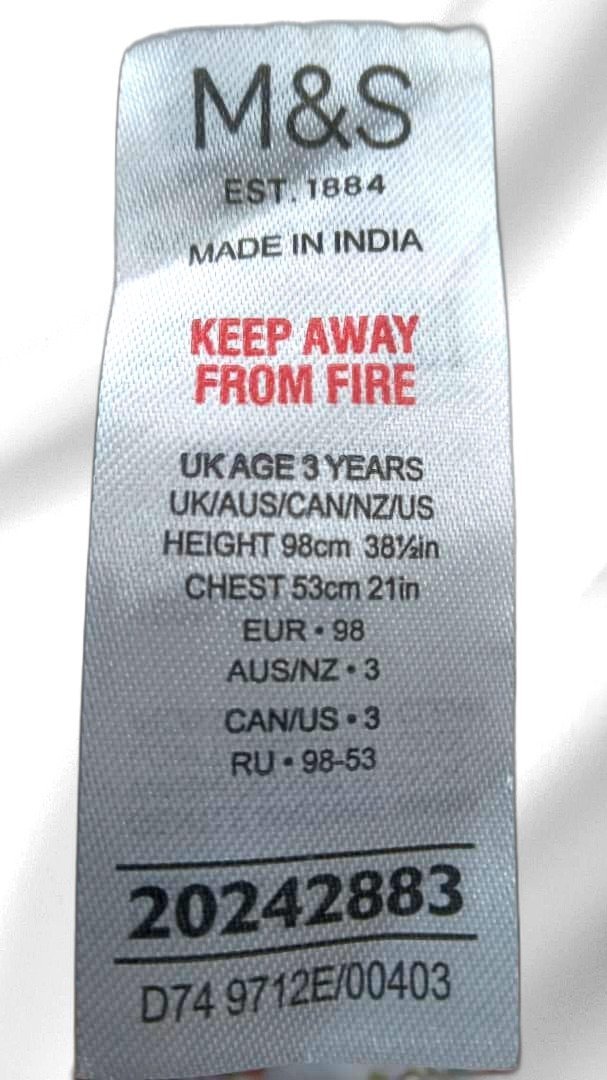 M&S
EST. 1884
MADE IN INDIA
KEEP AWAY
FROM FIRE
UK AGE 3 YEARS
UK/AUS/CAN/NZ/US
HEIGHT 98cm 38½in
CHEST 53cm 21in
EUR • 98
AUS/NZ • 3
CAN/US • 3
RU • 98-53
20242883
D74 9712E/00403